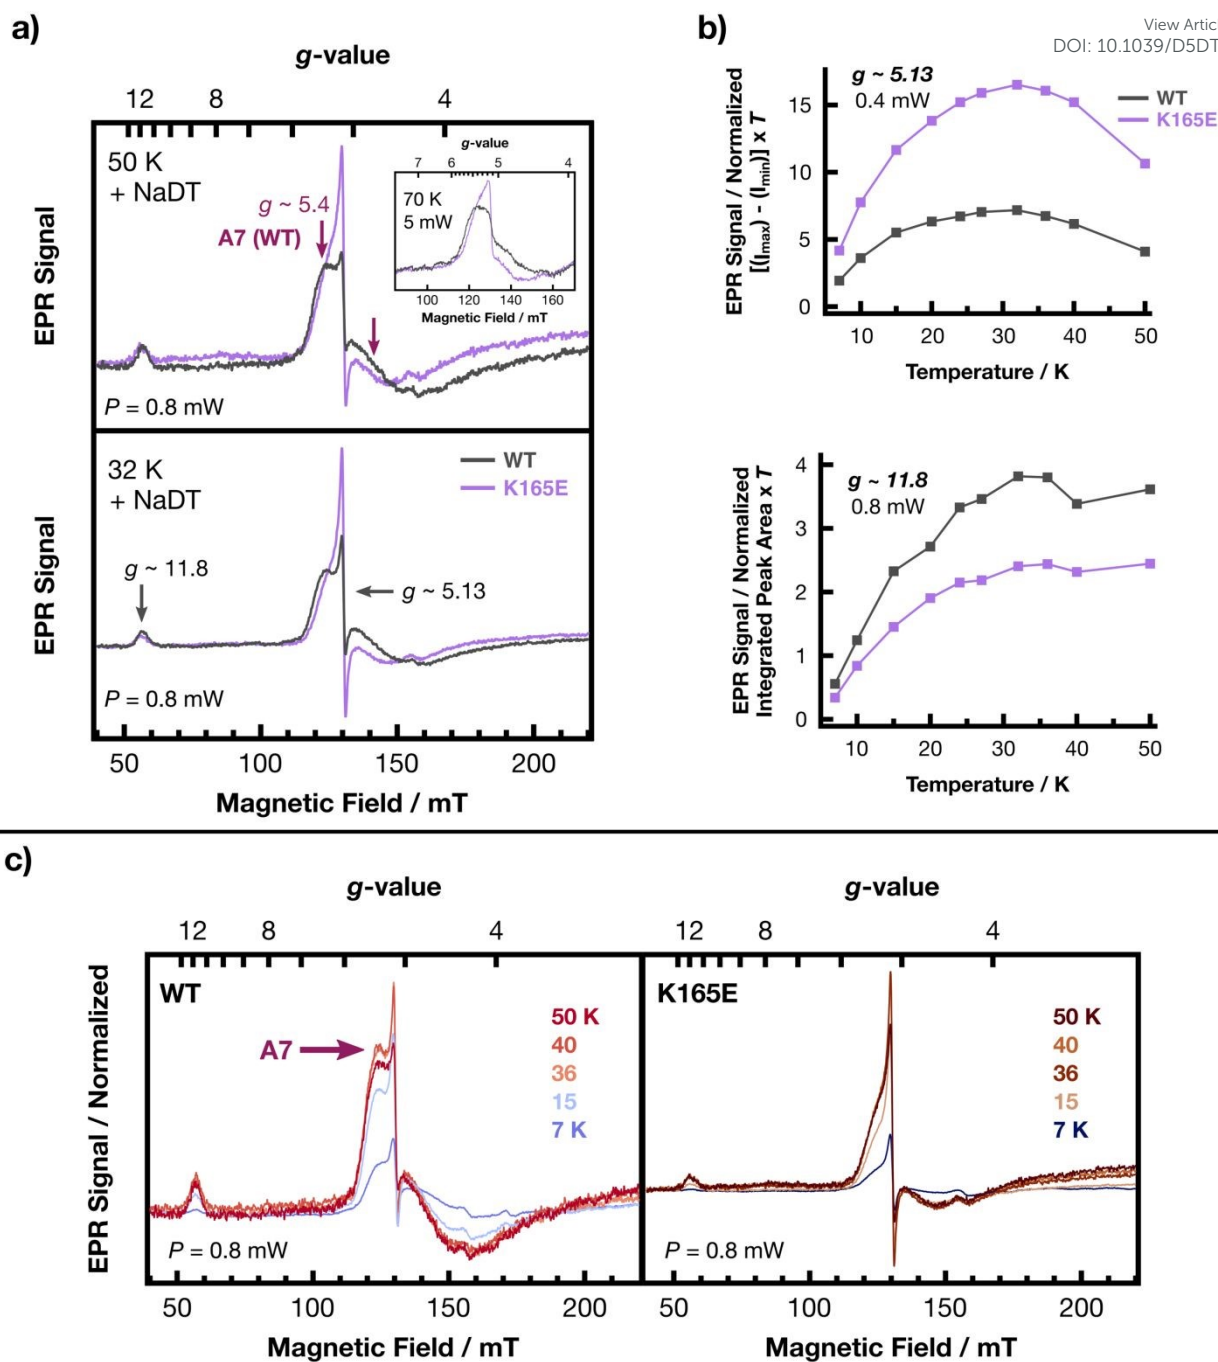 View Artic
DOI: 10.1039/D5DT
a)
g-value
12 8 4
50 K
+ NaDT
g ~ 5.4
A7 (WT)
g-value
7 6 5 4
70 K
5 mW
100 120 140 160
Magnetic Field / mT
P = 0.8 mW
EPR Signal
32 K
+ NaDT
WT
K165E
g ~ 11.8
g ~ 5.13
P = 0.8 mW
EPR Signal
50 100 150 200
Magnetic Field / mT
b)
g ~ 5.13
0.4 mW
WT
K165E
EPR Signal / Normalized
[(Imax) - (Imin)] x T
15
10
5
0
10 20 30 40 50
Temperature / K
g ~ 11.8
0.8 mW
EPR Signal / Normalized
Integrated Peak Area x T
4
3
2
1
0
10 20 30 40 50
Temperature / K
c)
g-value
12 8 4
WT
A7
50 K
40
36
15
7 K
P = 0.8 mW
EPR Signal / Normalized
50 100 150 200
Magnetic Field / mT
g-value
12 8 4
K165E
50 K
40
36
15
7 K
P = 0.8 mW
50 100 150 200
Magnetic Field / mT